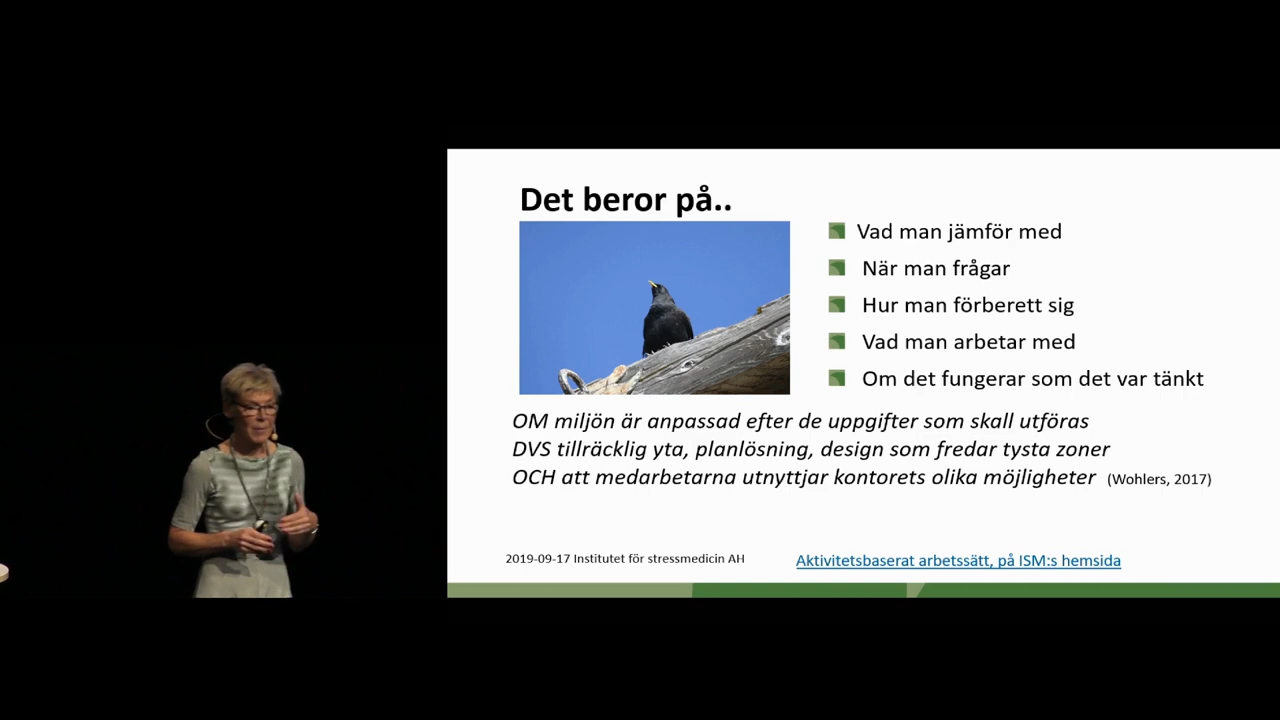 Det beror på..
Vad man jämför med
När man frågar
Hur man förberett sig
Vad man arbetar med
Om det fungerar som det var tänkt
OM miljön är anpassad efter de uppgifter som skall utföras
DVS tillräcklig yta, planlösning, design som fredar tysta zoner
OCH att medarbetarna utnyttjar kontorets olika möjligheter (Wohlers, 2017)
2019-09-17 Institutet för stressmedicin AH
Aktivitetsbaserat arbetssätt, på ISM:s hemsida